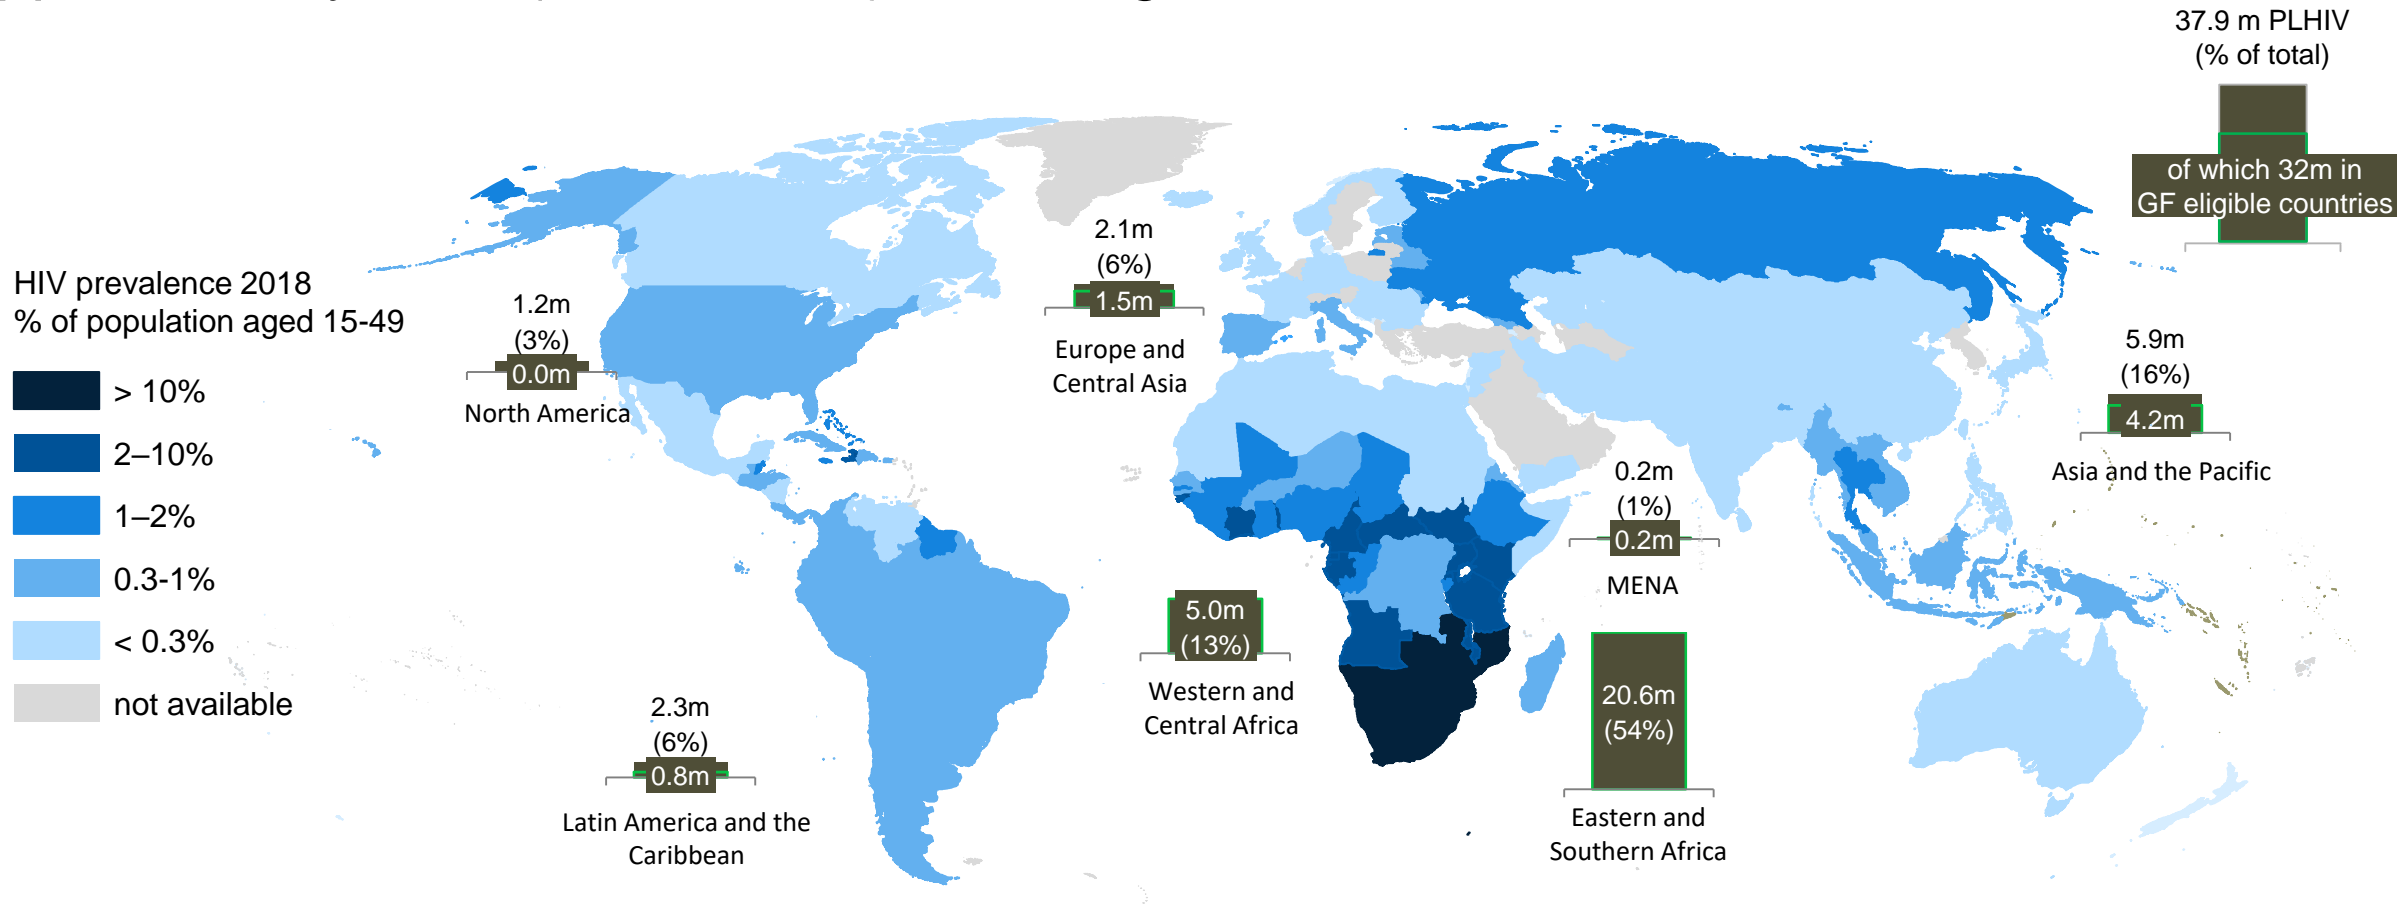 37.9 m PLHIV
(% of total)
of which 32m in
GF eligible countries
HIV prevalence 2018
% of population aged 15-49
> 10%
2–10%
1–2%
0.3-1%
< 0.3%
not available
1.2m
(3%)
0.0m
North America
2.1m
(6%)
1.5m
Europe and
Central Asia
5.9m
(16%)
4.2m
Asia and the Pacific
0.2m
(1%)
0.2m
MENA
5.0m
(13%)
Western and
Central Africa
20.6m
(54%)
Eastern and
Southern Africa
2.3m
(6%)
0.8m
Latin America and the
Caribbean